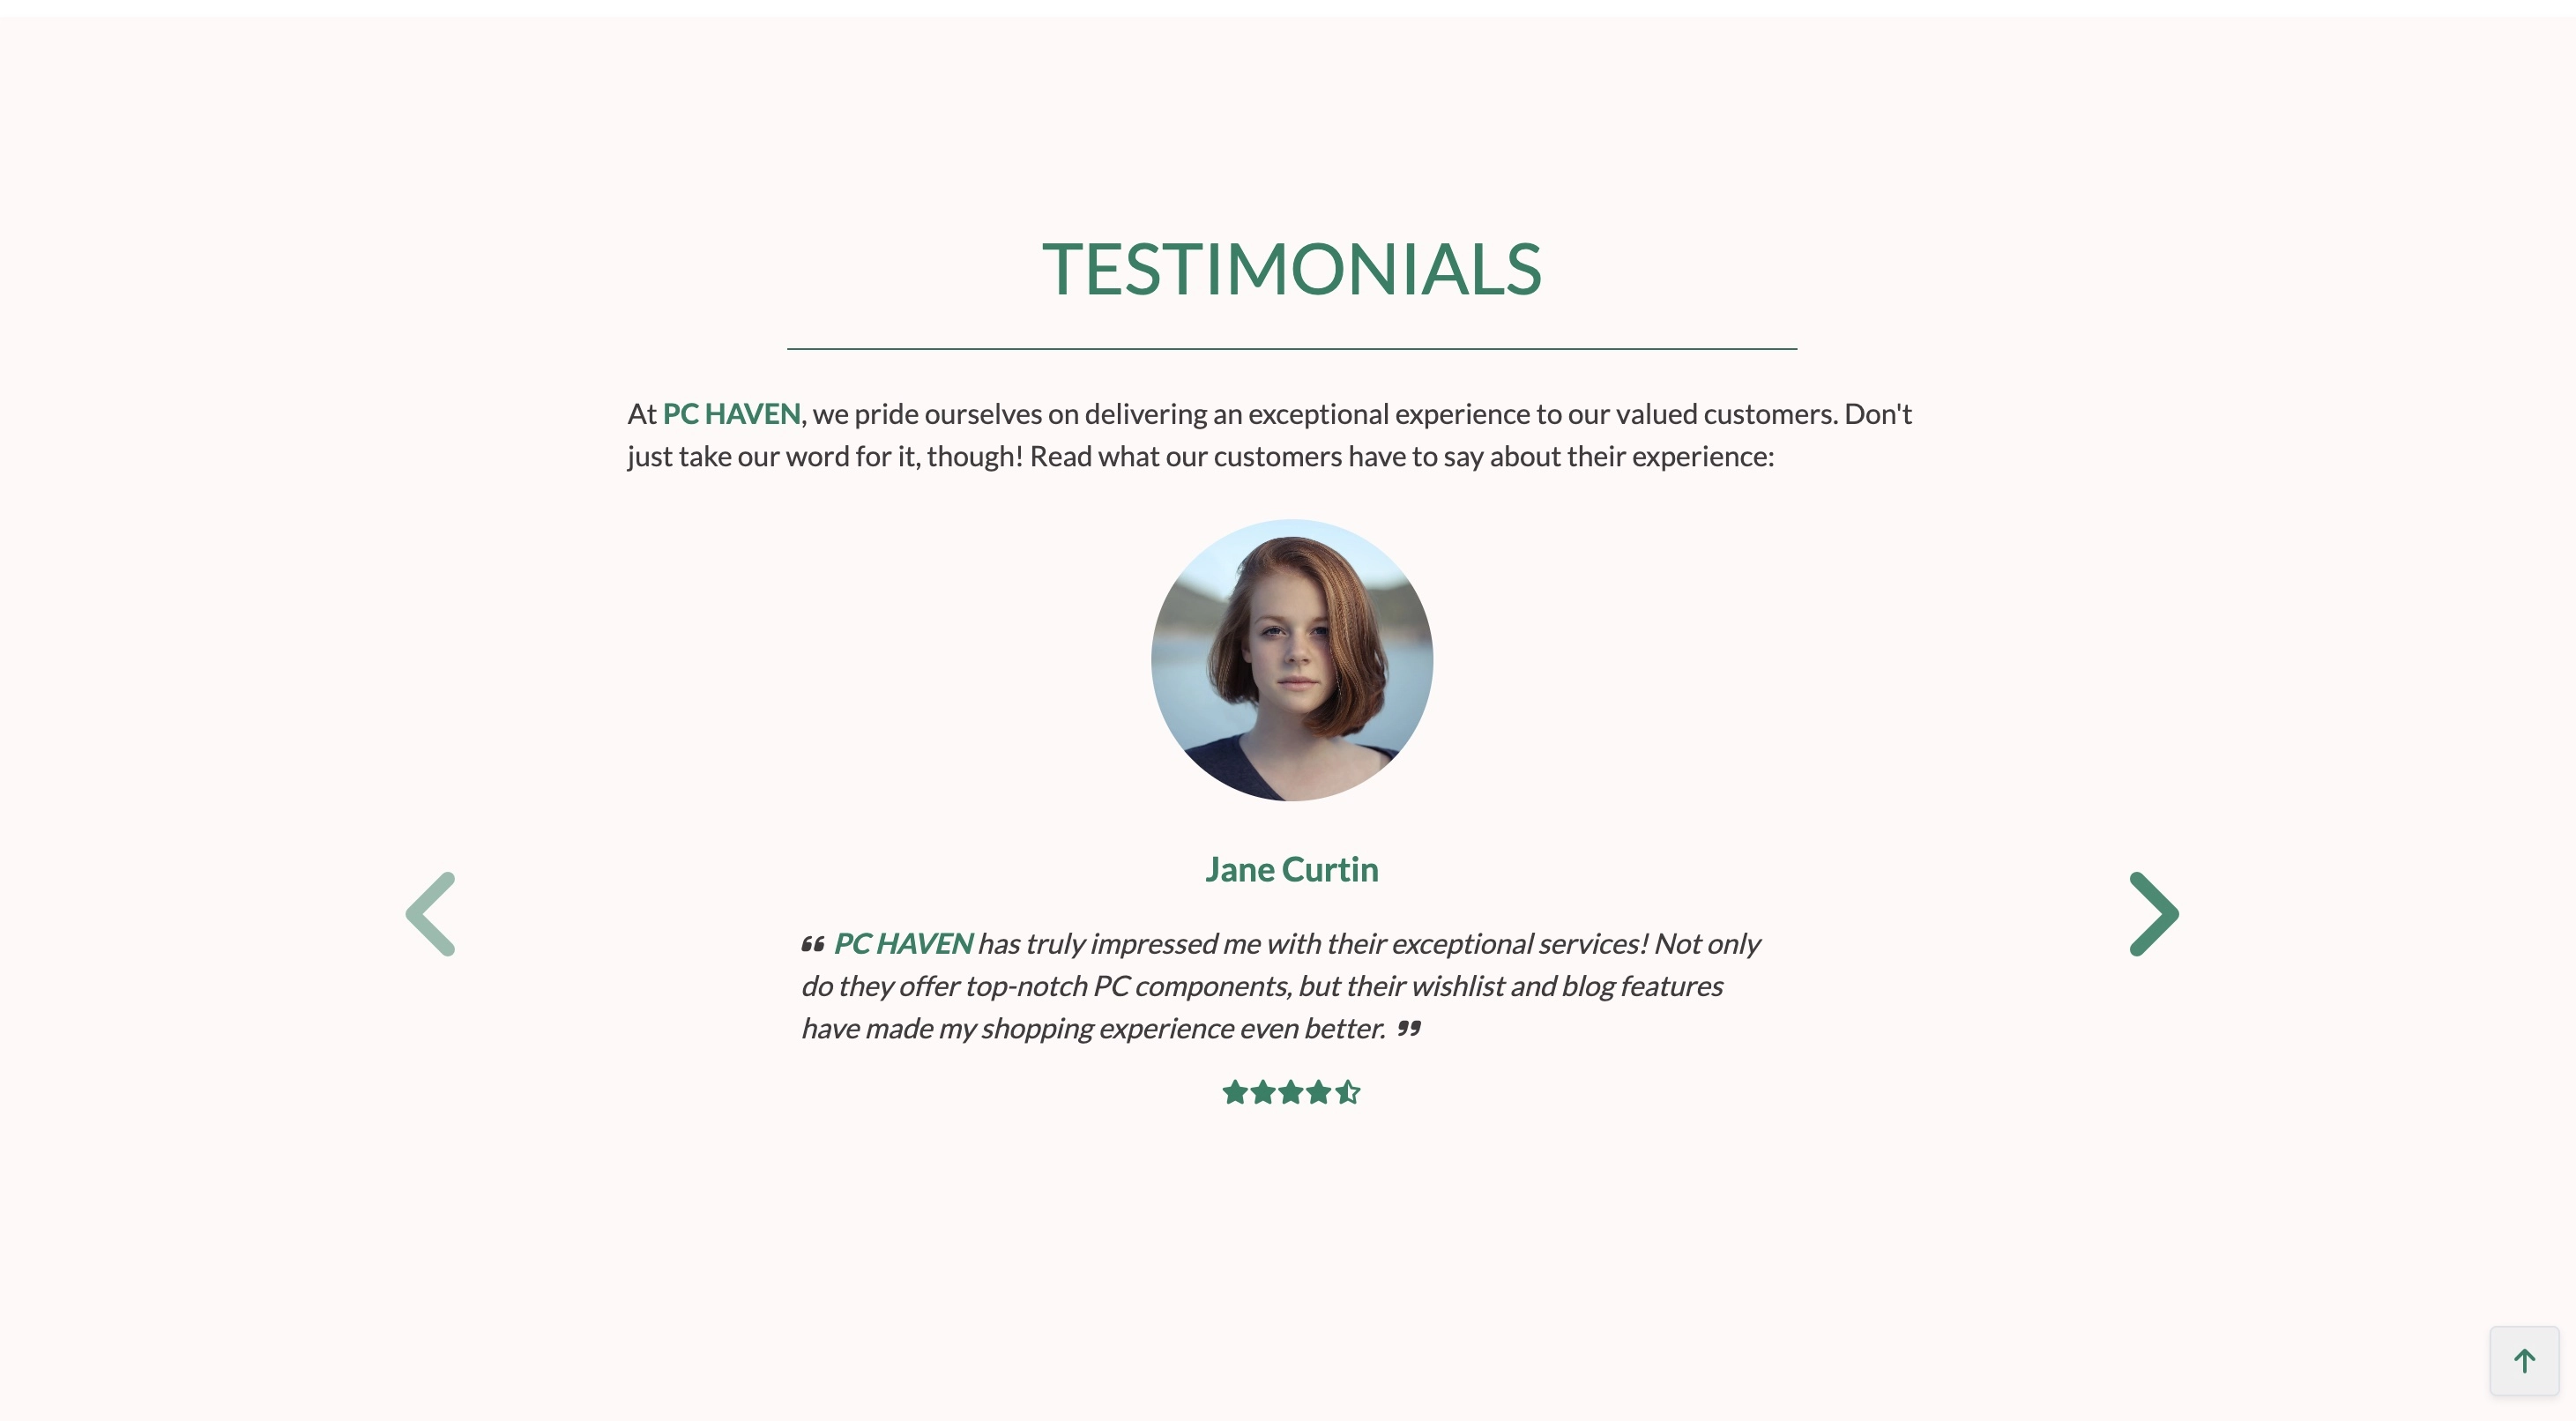 TESTIMONIALS
At PC HAVEN, we pride ourselves on delivering an exceptional experience to our valued customers. Don't
just take our word for it, though! Read what our customers have to say about their experience:
Jane Curtin
❝ PC HAVEN has truly impressed me with their exceptional services! Not only
do they offer top-notch PC components, but their wishlist and blog features
have made my shopping experience even better. ❞